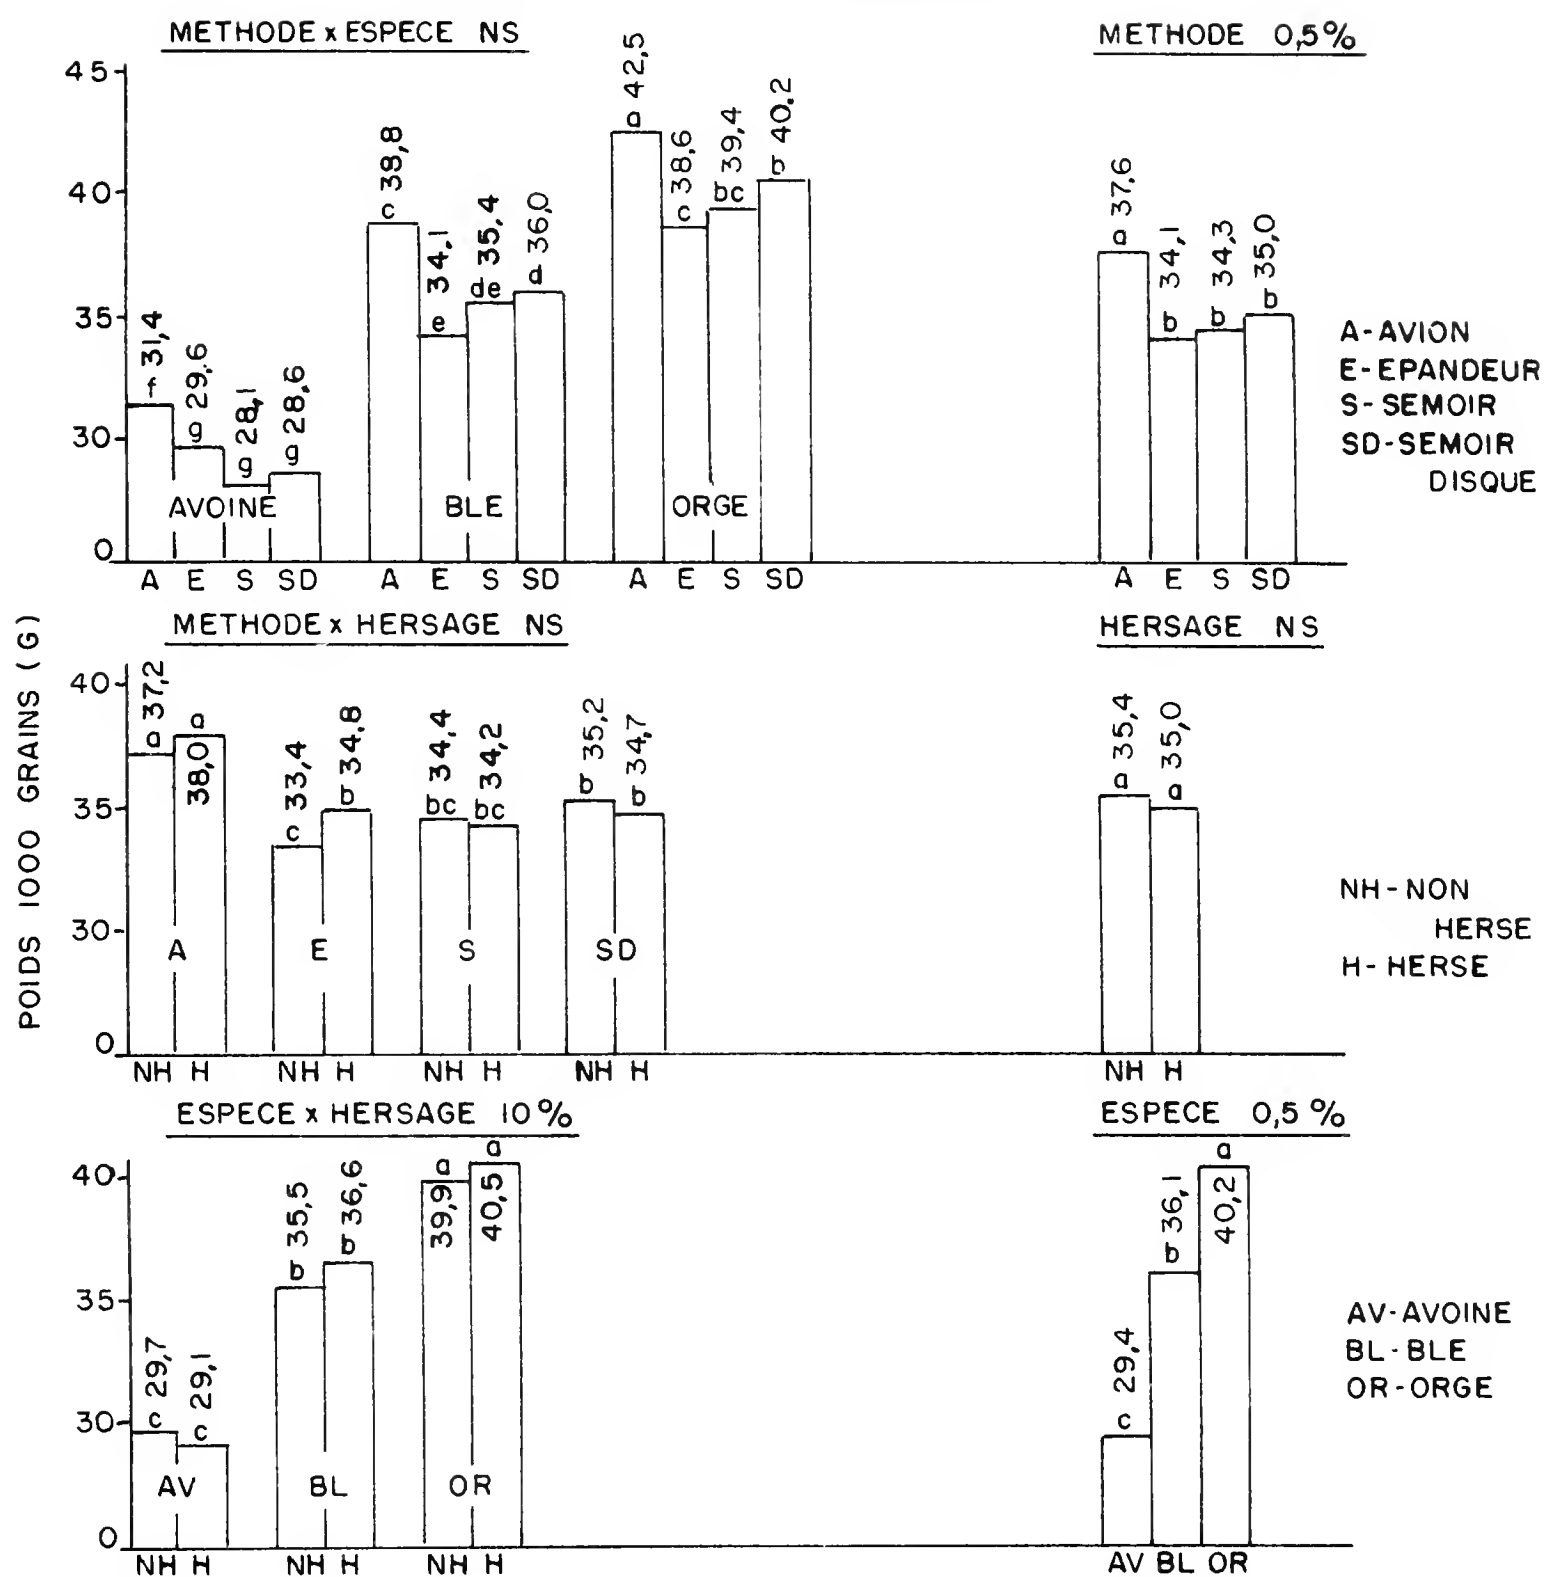 METHODE x ESPECE NS
45
40
35
30
0
f 31,4
g 29,6
g 28,1
g 28,6
AVOINE
c 38,8
e 34,1
de 35,4
d 36,0
BLE
a 42,5
c 38,6
bc 39,4
b 40.2
ORGE
A E S SD A E S SD A E S SD
METHODE 0,5%
a 37,6
b 34,1
b 34,3
b 35,0
A E S SD
A-AVION
E-EPANDEUR
S-SEMOIR
SD-SEMOIR
DISQUE
POIDS 1000 GRAINS (G)
METHODE x HERSAGE NS
40
35
30
0
a 37,2
a 38,0
A
c 33,4
b 34,8
E
bc 34,4
bc 34,2
S
b 35,2
b 34,7
SD
NH H NH H NH H NH H
HERSAGE NS
a 35,4
a 35,0
NH H
NH-NON
HERSE
H-HERSE
ESPECE x HERSAGE 10%
40
35
30
0
c 29,7
c 29,1
AV
b 35,5
b 36,6
BL
a 39,9
a 40,5
OR
NH H NH H NH H
ESPECE 0,5%
c 29,4
b 36,1
a 40,2
AV BL OR
AV-AVOINE
BL-BLE
OR-ORGE